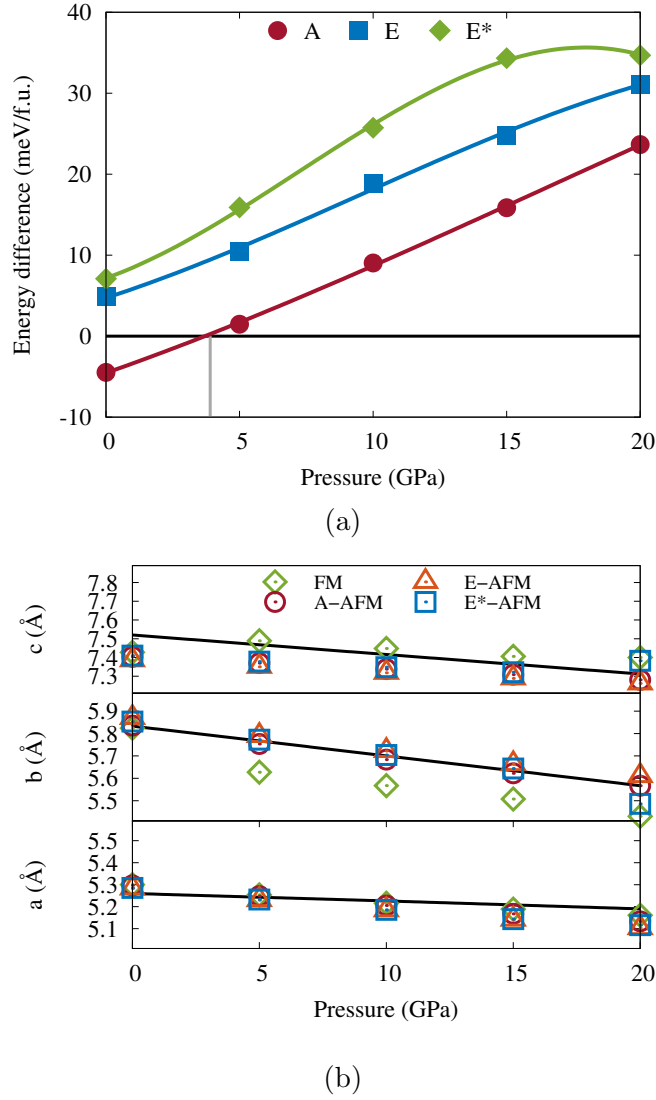 A E E*
Energy difference (meV/f.u.)
40
30
20
10
0
-10
0 5 10 15 20
Pressure (GPa)
(a)
FM E−AFM
A−AFM E*−AFM
c (Å)
7.8
7.7
7.6
7.5
7.4
7.3
b (Å)
5.9
5.8
5.7
5.6
5.5
a (Å)
5.5
5.4
5.3
5.2
5.1
0 5 10 15 20
Pressure (GPa)
(b)